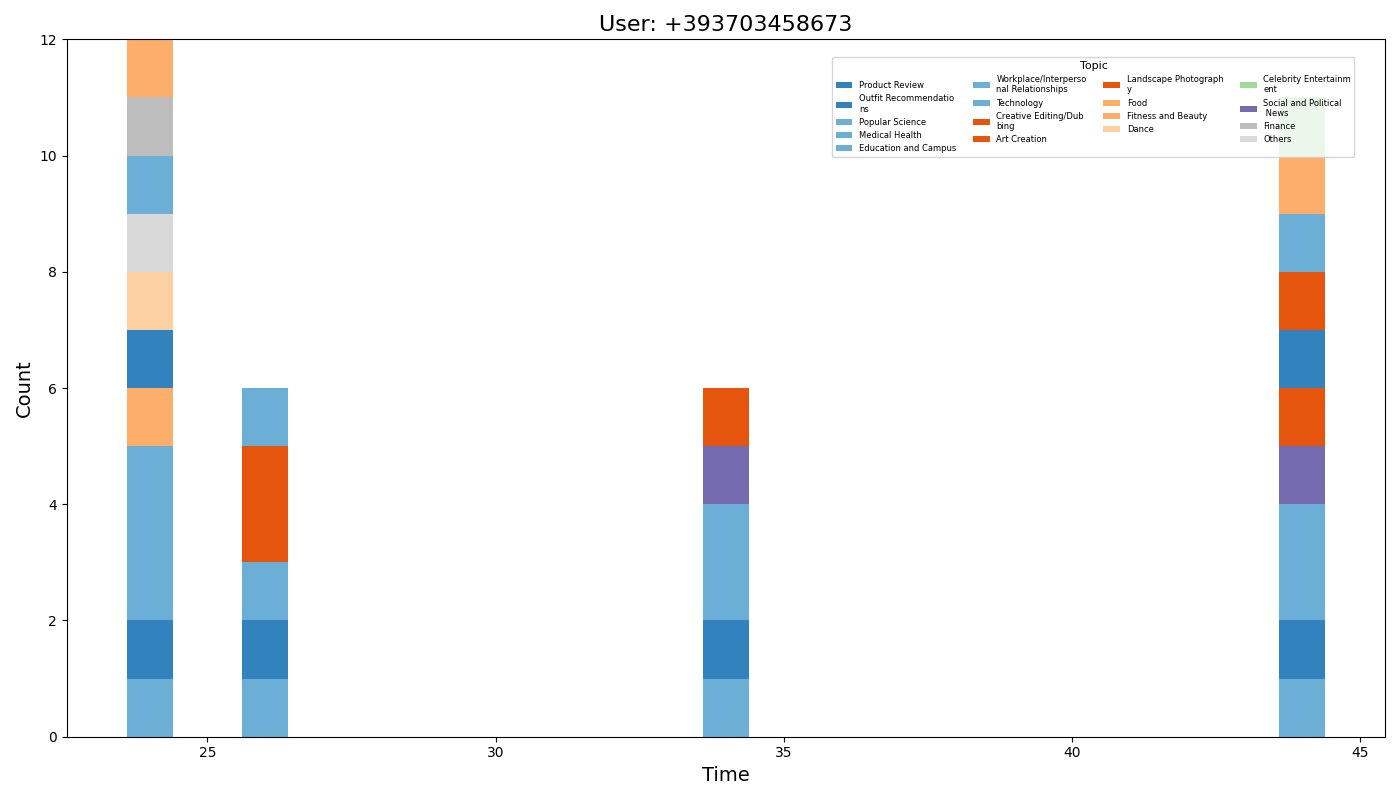 User: +393703458673
12
10
8
6
4
2
0
Count
Topic
Product Review
Outfit Recommendatio
ns
Popular Science
Medical Health
Education and Campus
Workplace/Interperso
nal Relationships
Technology
Creative Editing/Dub
bing
Art Creation
Landscape Photograph
y
Food
Fitness and Beauty
Dance
Celebrity Entertainm
ent
Social and Political
News
Finance
Others
25
30
35
40
45
Time